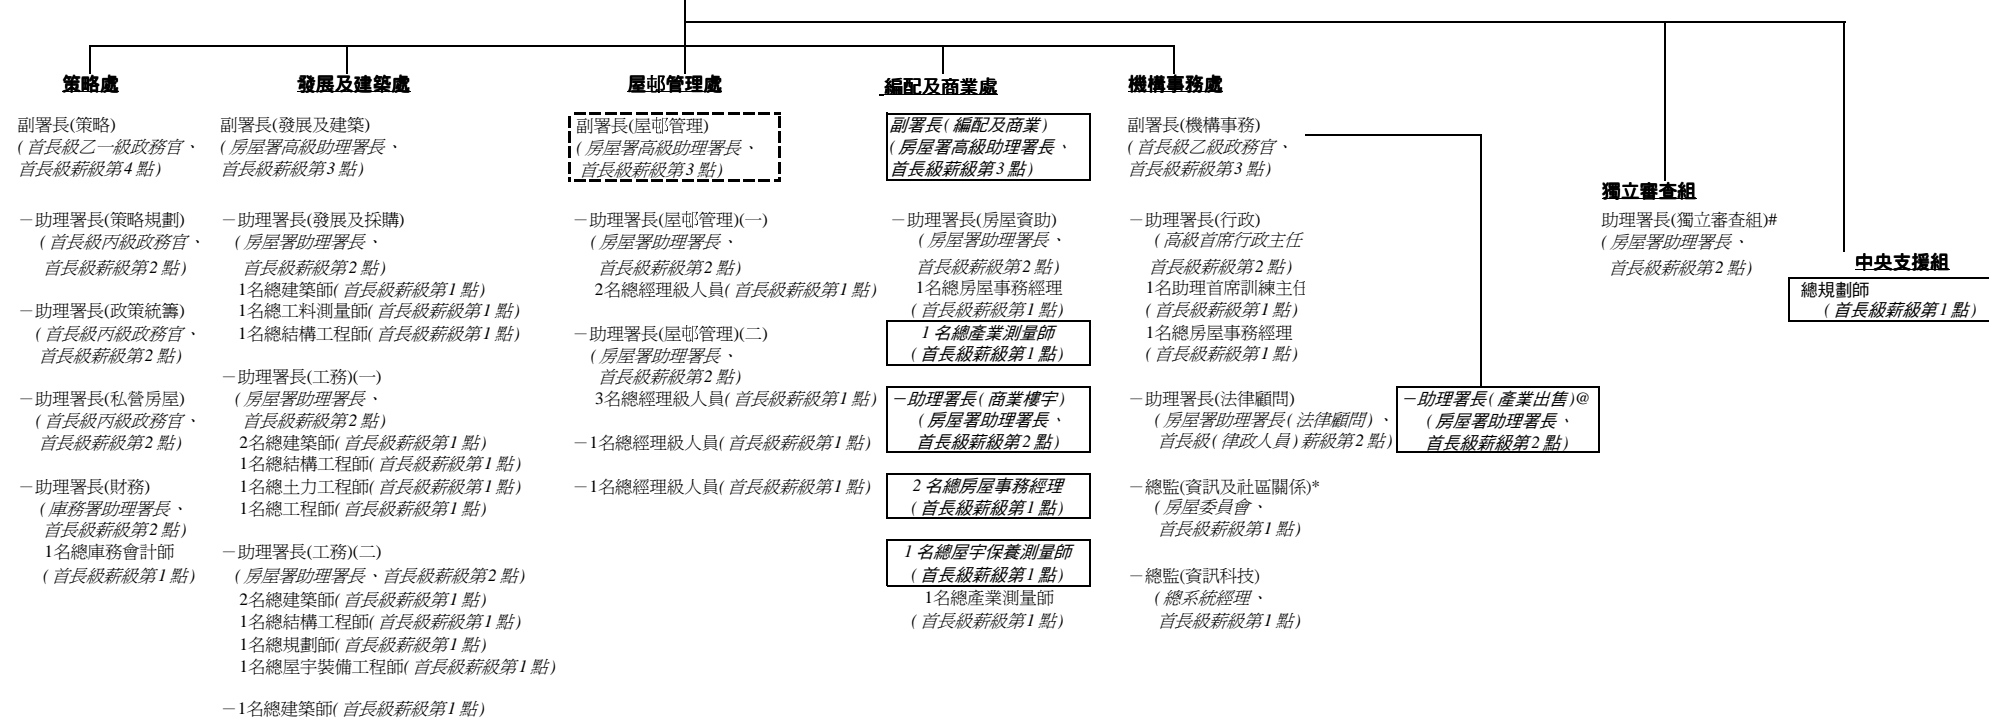 策略處
副署長(策略)
(首長級乙一級政務官、
首長級薪級第4點)
－助理署長(策略規劃)
(首長級丙級政務官、
首長級薪級第2點)
－助理署長(政策統籌)
(首長級丙級政務官、
首長級薪級第2點)
－助理署長(私營房屋)
(首長級丙級政務官、
首長級薪級第2點)
－助理署長(財務)
(庫務署助理署長、
首長級薪級第2點)
1名總庫務會計師
(首長級薪級第1點)
發展及建築處
副署長(發展及建築)
(房屋署高級助理署長、
首長級薪級第3點)
－助理署長(發展及採購)
(房屋署助理署長、
首長級薪級第2點)
1名總建築師(首長級薪級第1點)
1名總工料測量師(首長級薪級第1點)
1名總結構工程師(首長級薪級第1點)
－助理署長(工務)(一)
(房屋署助理署長、
首長級薪級第2點)
2名總建築師(首長級薪級第1點)
1名總結構工程師(首長級薪級第1點)
1名總土力工程師(首長級薪級第1點)
1名總工程師(首長級薪級第1點)
－助理署長(工務)(二)
(房屋署助理署長、首長級薪級第2點)
2名總建築師(首長級薪級第1點)
1名總結構工程師(首長級薪級第1點)
1名總規劃師(首長級薪級第1點)
1名總屋宇裝備工程師(首長級薪級第1點)
－1名總建築師(首長級薪級第1點)
屋邨管理處
副署長(屋邨管理)
(房屋署高級助理署長、
首長級薪級第3點)
－助理署長(屋邨管理)(一)
(房屋署助理署長、
首長級薪級第2點)
2名總經理級人員(首長級薪級第1點)
－助理署長(屋邨管理)(二)
(房屋署助理署長、
首長級薪級第2點)
3名總經理級人員(首長級薪級第1點)
－1名總經理級人員(首長級薪級第1點)
－1名總經理級人員(首長級薪級第1點)
編配及商業處
副署長(編配及商業)
(房屋署高級助理署長、
首長級薪級第3點)
－助理署長(房屋資助)
(房屋署助理署長、
首長級薪級第2點)
1名總房屋事務經理
(首長級薪級第1點)
1名總產業測量師
(首長級薪級第1點)
－助理署長(商業樓宇)
(房屋署助理署長、
首長級薪級第2點)
2名總房屋事務經理
(首長級薪級第1點)
1名總屋宇保養測量師
(首長級薪級第1點)
1名總產業測量師
(首長級薪級第1點)
機構事務處
副署長(機構事務)
(首長級乙級政務官、
首長級薪級第3點)
－助理署長(行政)
(高級首席行政主任
首長級薪級第2點)
1名助理首席訓練主任
(首長級薪級第1點)
1名總房屋事務經理
(首長級薪級第1點)
－助理署長(法律顧問)
(房屋署助理署長(法律顧問)、
首長級(律政人員)薪級第2點)
－總監(資訊及社區關係)*
(房屋委員會、
首長級薪級第1點)
－總監(資訊科技)
(總系統經理、
首長級薪級第1點)
－助理署長(產業出售)@
(房屋署助理署長、
首長級薪級第2點)
獨立審查組
助理署長(獨立審查組)#
(房屋署助理署長、
首長級薪級第2點)
中央支援組
總規劃師
(首長級薪級第1點)